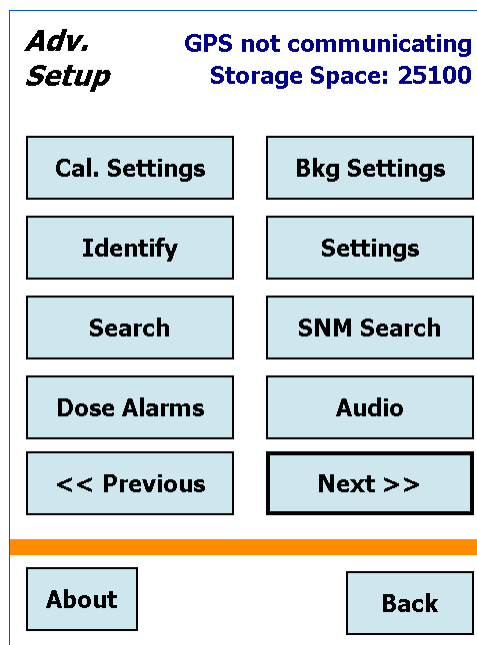 Adv.
Setup
GPS not communicating
Storage Space: 25100
Cal. Settings
Bkg Settings
Identify
Settings
Search
SNM Search
Dose Alarms
Audio
<< Previous
Next >>
About
Back